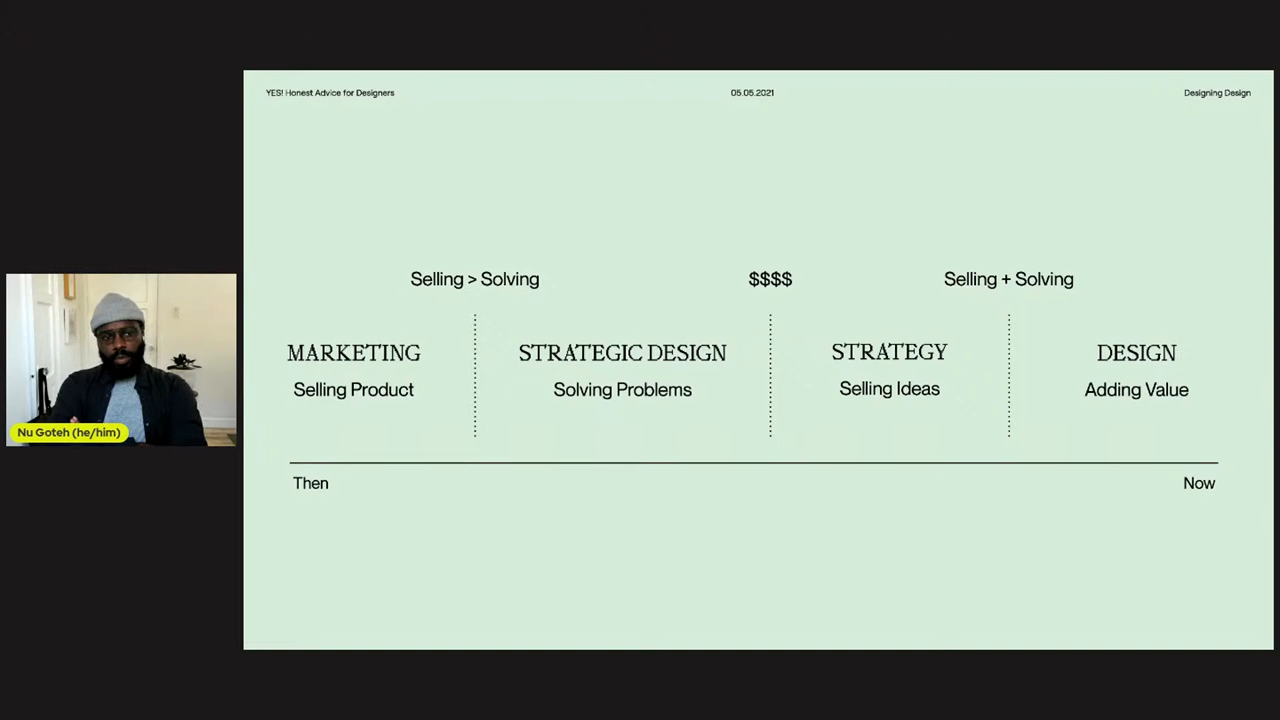 YES! Honest Advice for Designers
05.05.2021
Designing Design
Selling > Solving
$$$$
Selling + Solving
MARKETING
STRATEGIC DESIGN
STRATEGY
DESIGN
Selling Product
Solving Problems
Selling Ideas
Adding Value
Then
Now
Nu Goteh (he/him)